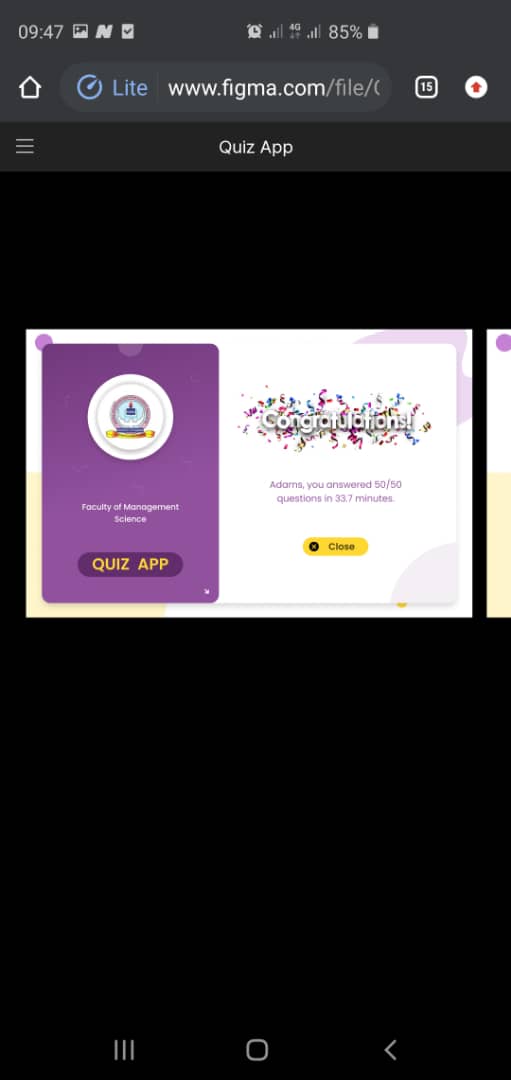 09:47
4G
85%
Lite
www.figma.com/file/
15
Quiz App
Faculty of Management
Science
QUIZ APP
Congratulations!
Adams, you answered 50/50
questions in 33.7 minutes.
Close